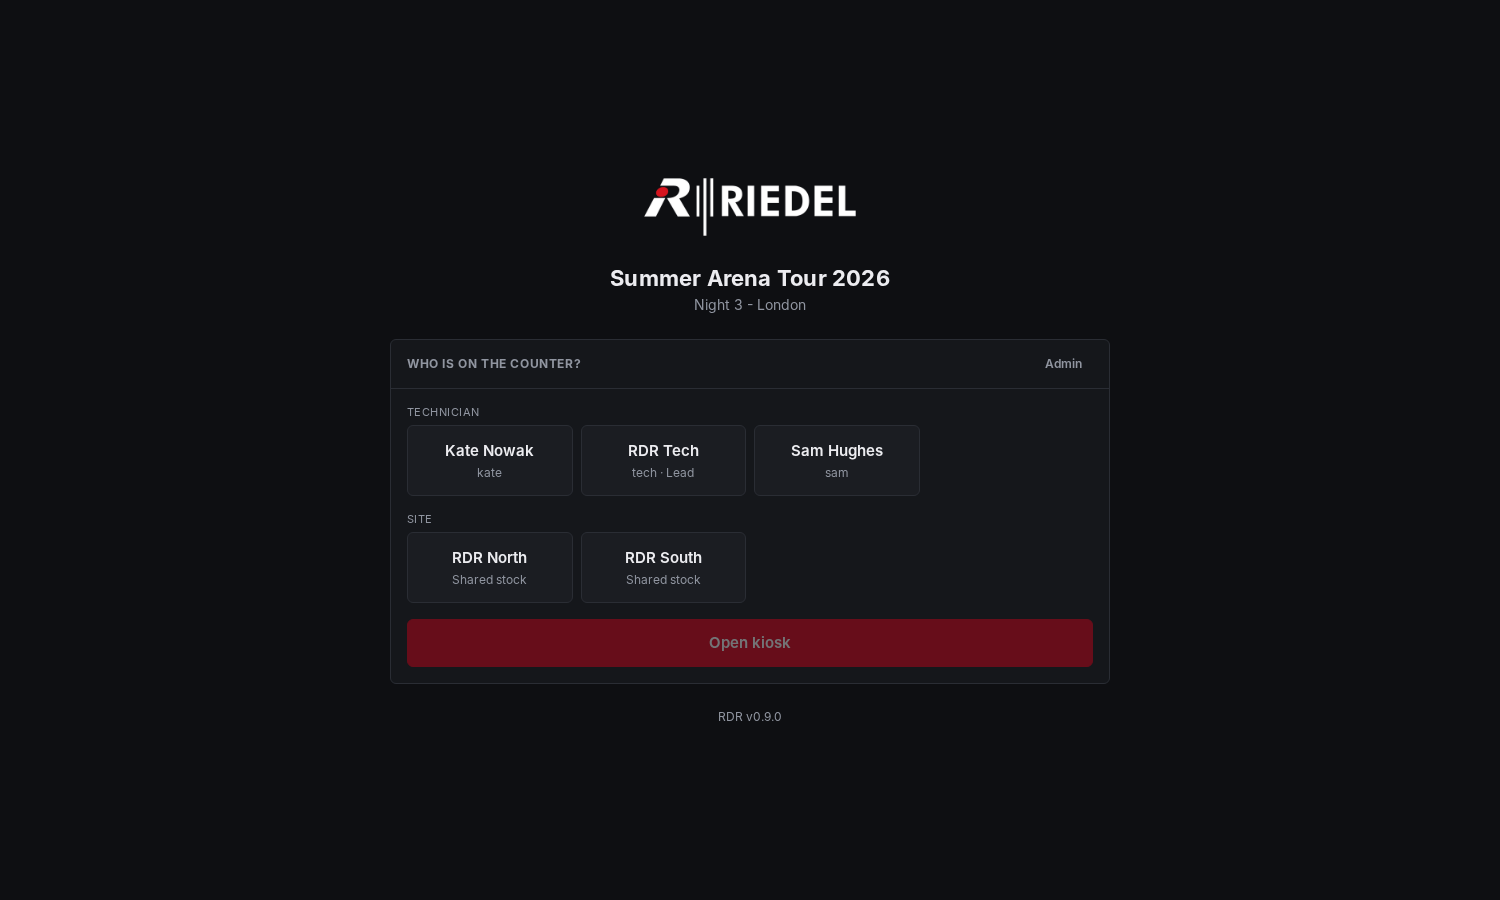 RIEDEL
Summer Arena Tour 2026
Night 3 - London
WHO IS ON THE COUNTER?
Admin
TECHNICIAN
Kate Nowak
kate
RDR Tech
tech · Lead
Sam Hughes
sam
SITE
RDR North
Shared stock
RDR South
Shared stock
Open kiosk
RDR v0.9.0